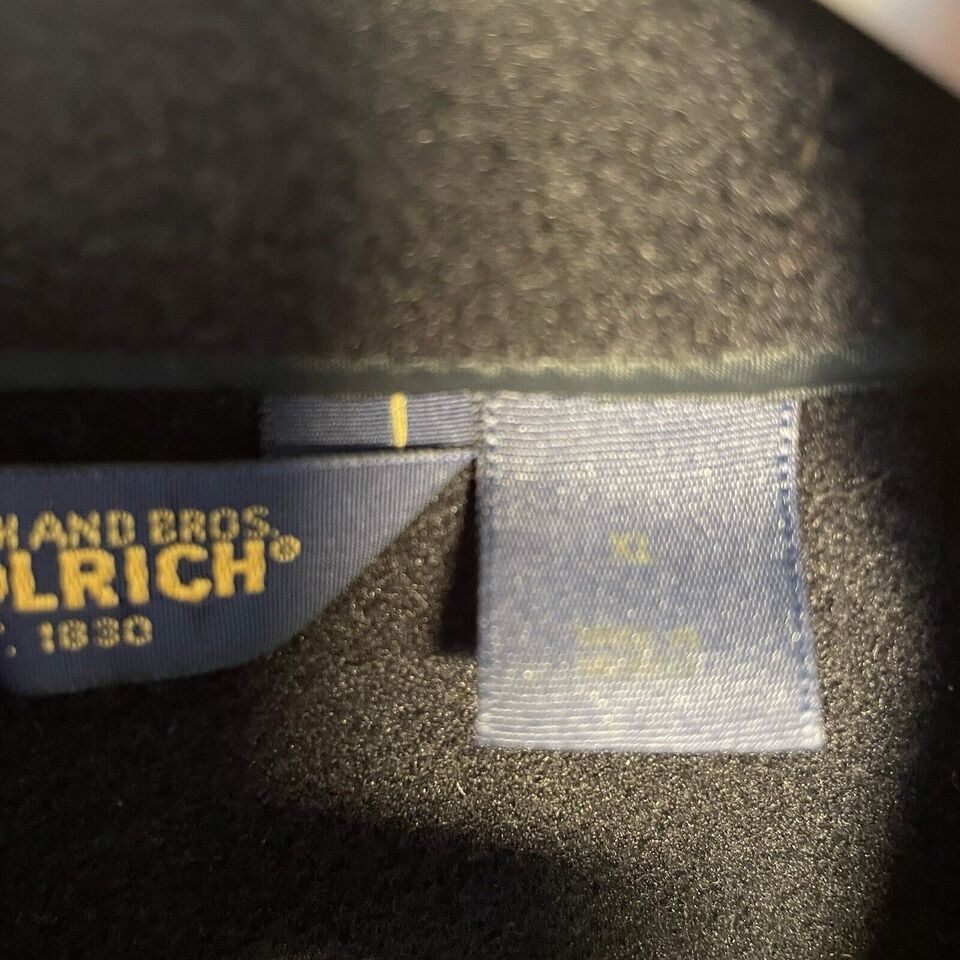 H AND BROS.
OLRICH®
. 1830
XL